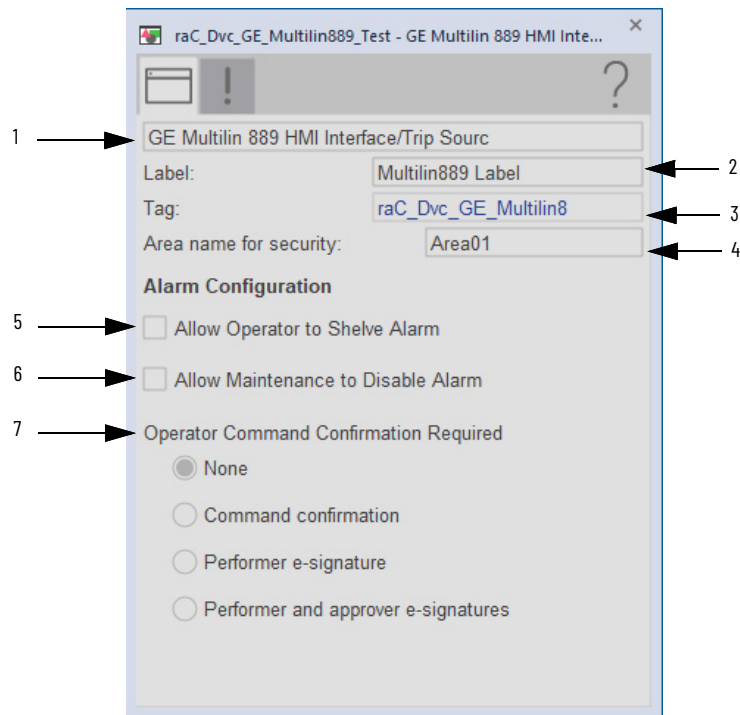 raC_Dvc_GE_Multilin889_Test - GE Multilin 889 HMI Inte...
1 GE Multilin 889 HMI Interface/Trip Sourc
Label: Multilin889 Label 2
Tag: raC_Dvc_GE_Multilin8 3
Area name for security: Area01 4
Alarm Configuration
5 Allow Operator to Shelve Alarm
6 Allow Maintenance to Disable Alarm
7 Operator Command Confirmation Required
None
Command confirmation
Performer e-signature
Performer and approver e-signatures